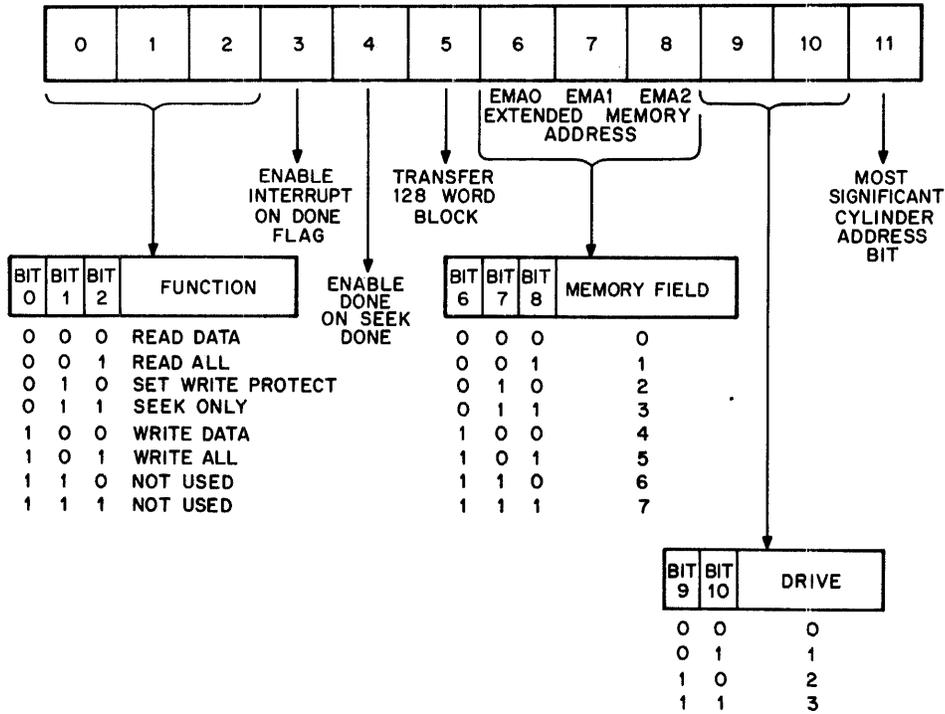 0 1 2 3 4 5 6 7 8 9 10 11
EMA0 EMA1 EMA2
EXTENDED MEMORY
ADDRESS
ENABLE
INTERRUPT
ON DONE
FLAG
ENABLE
DONE
ON SEEK
DONE
TRANSFER
128 WORD
BLOCK
MOST
SIGNIFICANT
CYLINDER
ADDRESS
BIT
BIT 0 BIT 1 BIT 2 FUNCTION
0 0 0 READ DATA
0 0 1 READ ALL
0 1 0 SET WRITE PROTECT
0 1 1 SEEK ONLY
1 0 0 WRITE DATA
1 0 1 WRITE ALL
1 1 0 NOT USED
1 1 1 NOT USED
BIT 6 BIT 7 BIT 8 MEMORY FIELD
0 0 0 0
0 0 1 1
0 1 0 2
0 1 1 3
1 0 0 4
1 0 1 5
1 1 0 6
1 1 1 7
BIT 9 BIT 10 DRIVE
0 0 0
0 1 1
1 0 2
1 1 3